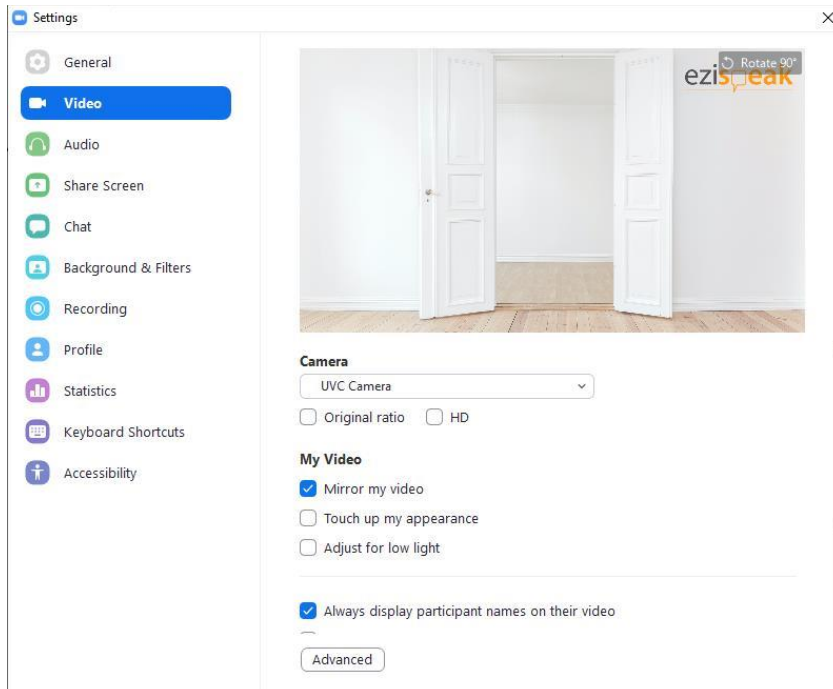 Settings
General
Video
Audio
Share Screen
Chat
Background & Filters
Recording
Profile
Statistics
Keyboard Shortcuts
Accessibility
ezispeak
Rotate 90°
Camera
UVC Camera
Original ratio HD
My Video
Mirror my video
Touch up my appearance
Adjust for low light
Always display participant names on their video
Advanced